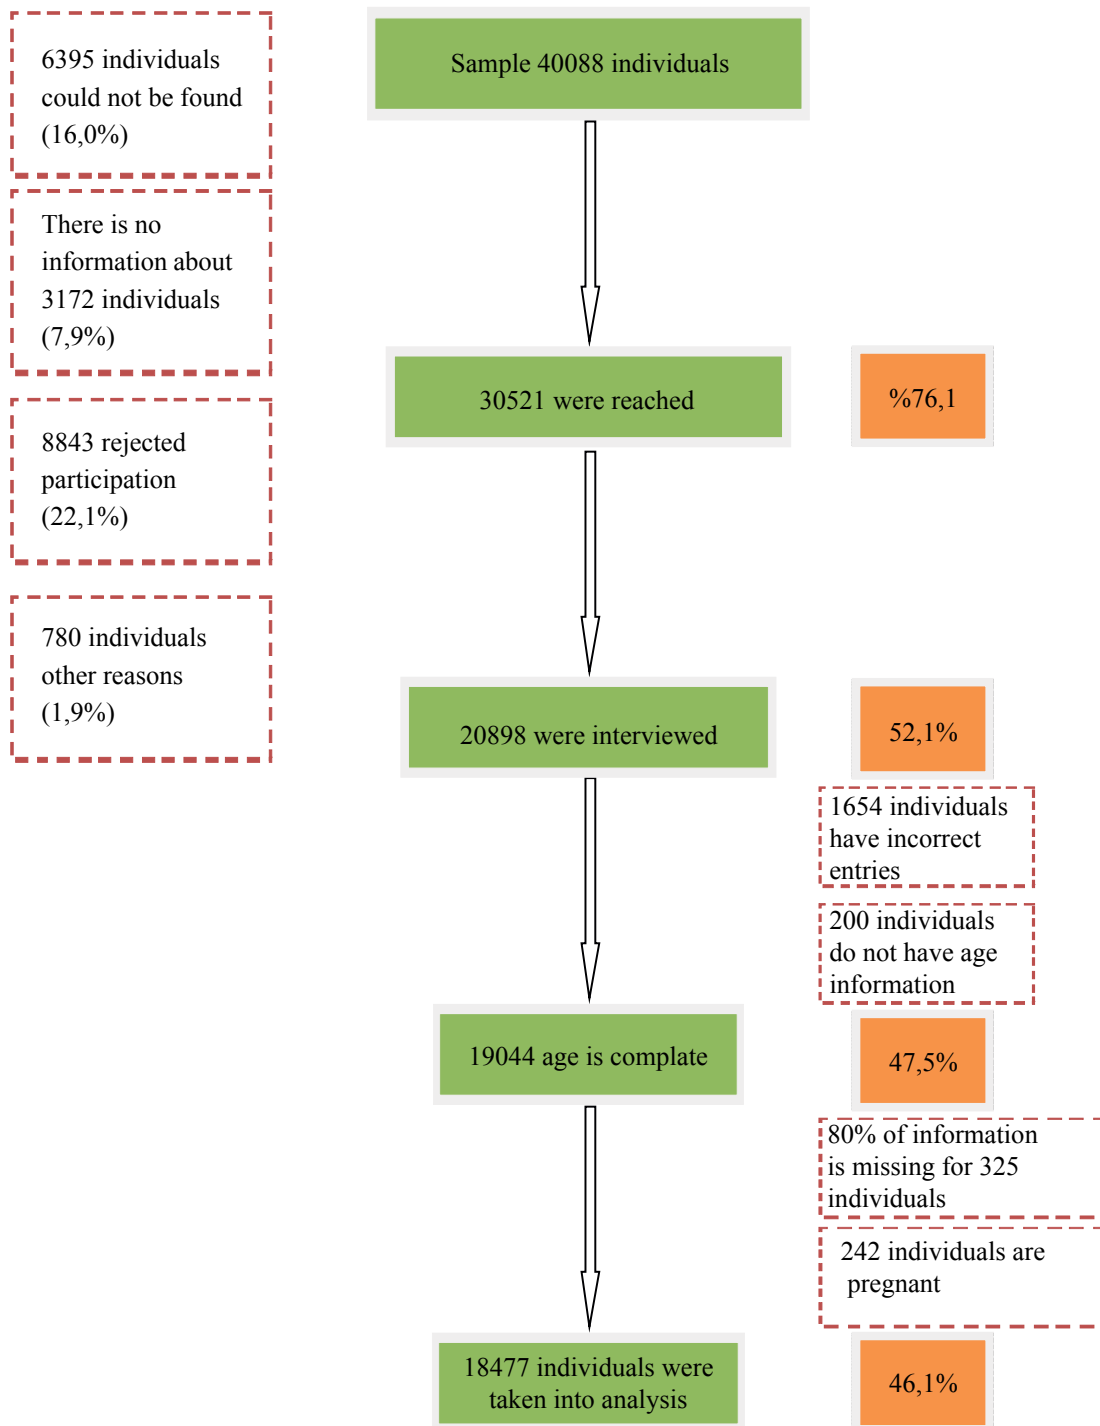 6395 individuals
could not be found
(16,0%)
Sample 40088 individuals
There is no
information about
3172 individuals
(7,9%)
30521 were reached
%76,1
8843 rejected
participation
(22,1%)
780 individuals
other reasons
(1,9%)
20898 were interviewed
52,1%
1654 individuals
have incorrect
entries
200 individuals
do not have age
information
19044 age is complate
47,5%
80% of information
is missing for 325
individuals
242 individuals are
pregnant
18477 individuals were
taken into analysis
46,1%